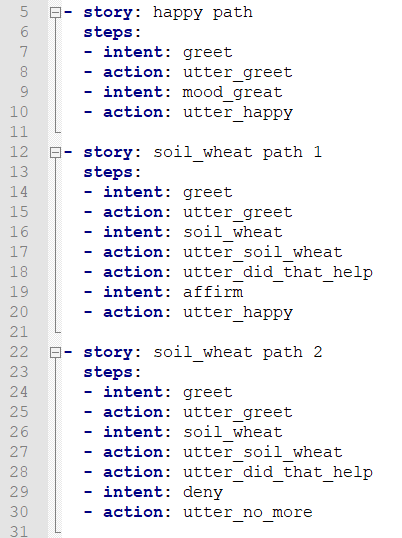 5 - story: happy path
6 steps:
7 - intent: greet
8 - action: utter_greet
9 - intent: mood_great
10 - action: utter_happy
11
12 - story: soil_wheat path 1
13 steps:
14 - intent: greet
15 - action: utter_greet
16 - intent: soil_wheat
17 - action: utter_soil_wheat
18 - action: utter_did_that_help
19 - intent: affirm
20 - action: utter_happy
21
22 - story: soil_wheat path 2
23 steps:
24 - intent: greet
25 - action: utter_greet
26 - intent: soil_wheat
27 - action: utter_soil_wheat
28 - action: utter_did_that_help
29 - intent: deny
30 - action: utter_no_more
31